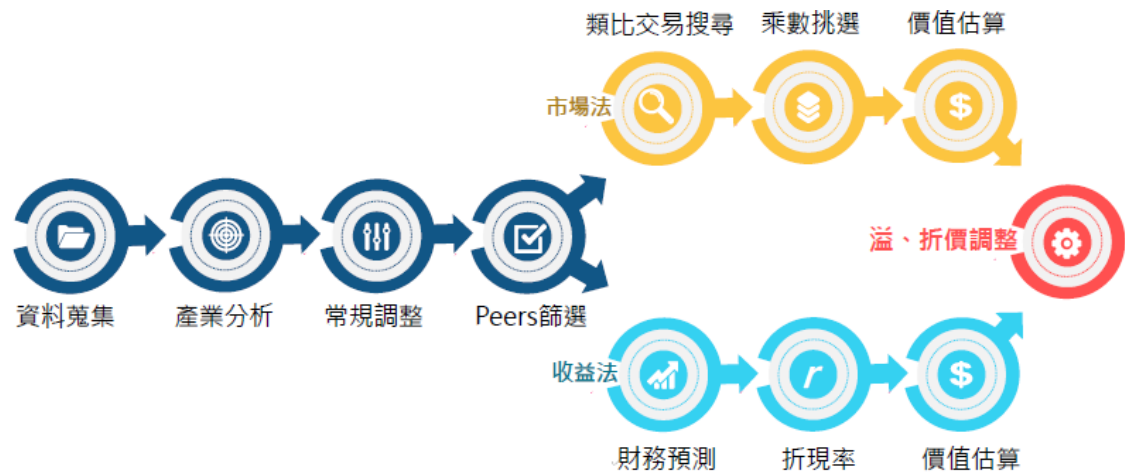 類比交易搜尋
乘數挑選
價值估算
市場法
$
資料蒐集
產業分析
常規調整
Peers篩選
溢、折價調整
收益法
r
$
財務預測
折現率
價值估算